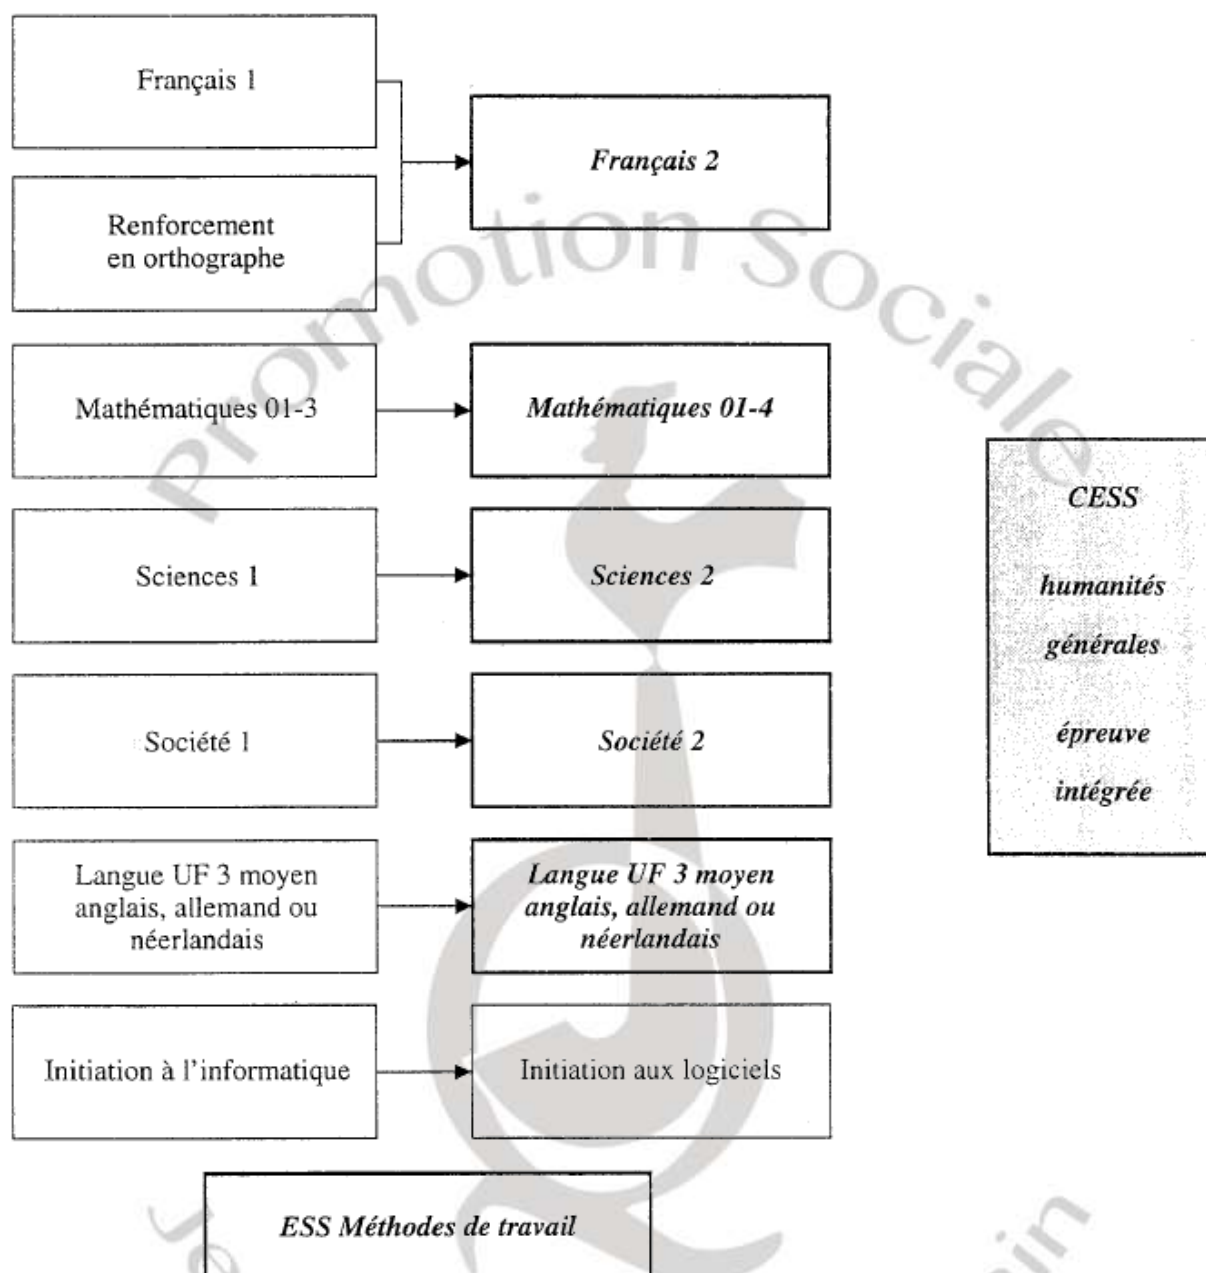 Français 1
Français 2
Renforcement
en orthographe
Promotion Sociale
Mathématiques 01-3
Mathématiques 01-4
Sciences 1
Sciences 2
Société 1
Société 2
Langue UF 3 moyen
anglais, allemand ou
néerlandais
Langue UF 3 moyen
anglais, allemand ou
néerlandais
Initiation à l'informatique
Initiation aux logiciels
ESS Méthodes de travail
CESS
humanités
générales
épreuve
intégrée